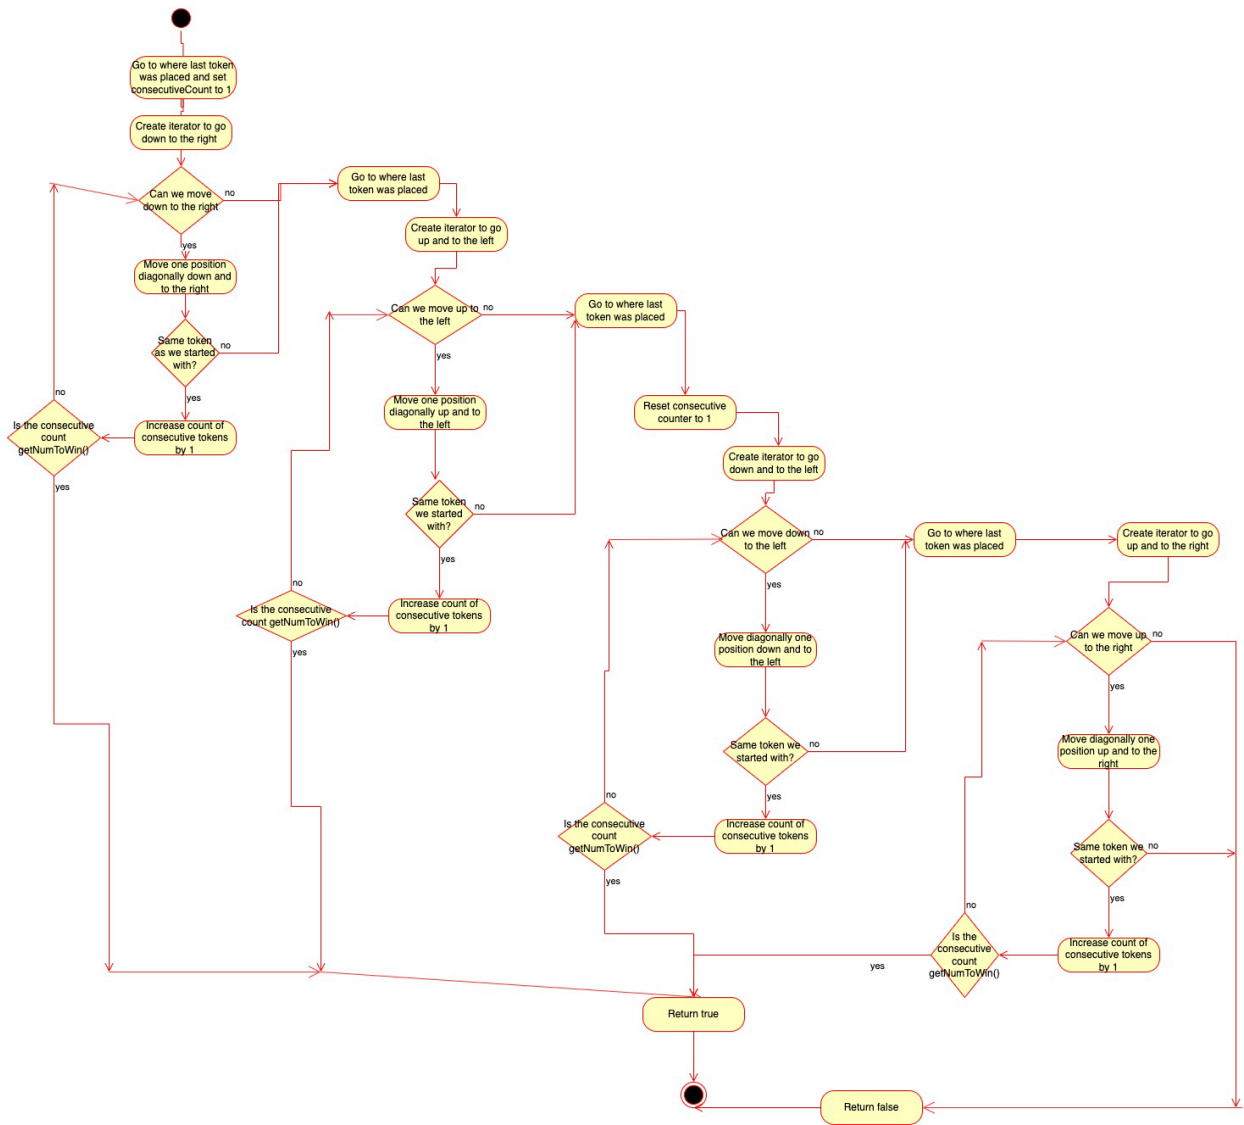 Go to where last token
was placed and set
consecutiveCount to 1
Create iterator to go
down to the right
Can we move
down to the right
no
yes
Move one position
diagonally down and
to the right
Same token
as we started
with?
no
yes
Increase count of
consecutive tokens
by 1
Is the consecutive
count
getNumToWin()
no
yes
Go to where last
token was placed
Create iterator to go
up and to the left
Can we move up to
the left
no
yes
Move one position
diagonally up and to
the left
Same token
we started
with?
no
yes
Increase count of
consecutive tokens
by 1
Is the consecutive
count getNumToWin()
no
yes
Go to where last
token was placed
Reset consecutive
counter to 1
Create iterator to go
down and to the left
Can we move down
to the left
no
yes
Move diagonally one
position down and to
the left
Same token we
started with?
no
yes
Increase count of
consecutive tokens
by 1
Is the consecutive
count
getNumToWin()
no
yes
Go to where last
token was placed
Create iterator to go
up and to the right
Can we move up
to the right
no
yes
Move diagonally one
position up and to the
right
Same token we
started with?
no
yes
Increase count of
consecutive tokens
by 1
Is the
consecutive
count
getNumToWin()
no
yes
Return true
Return false